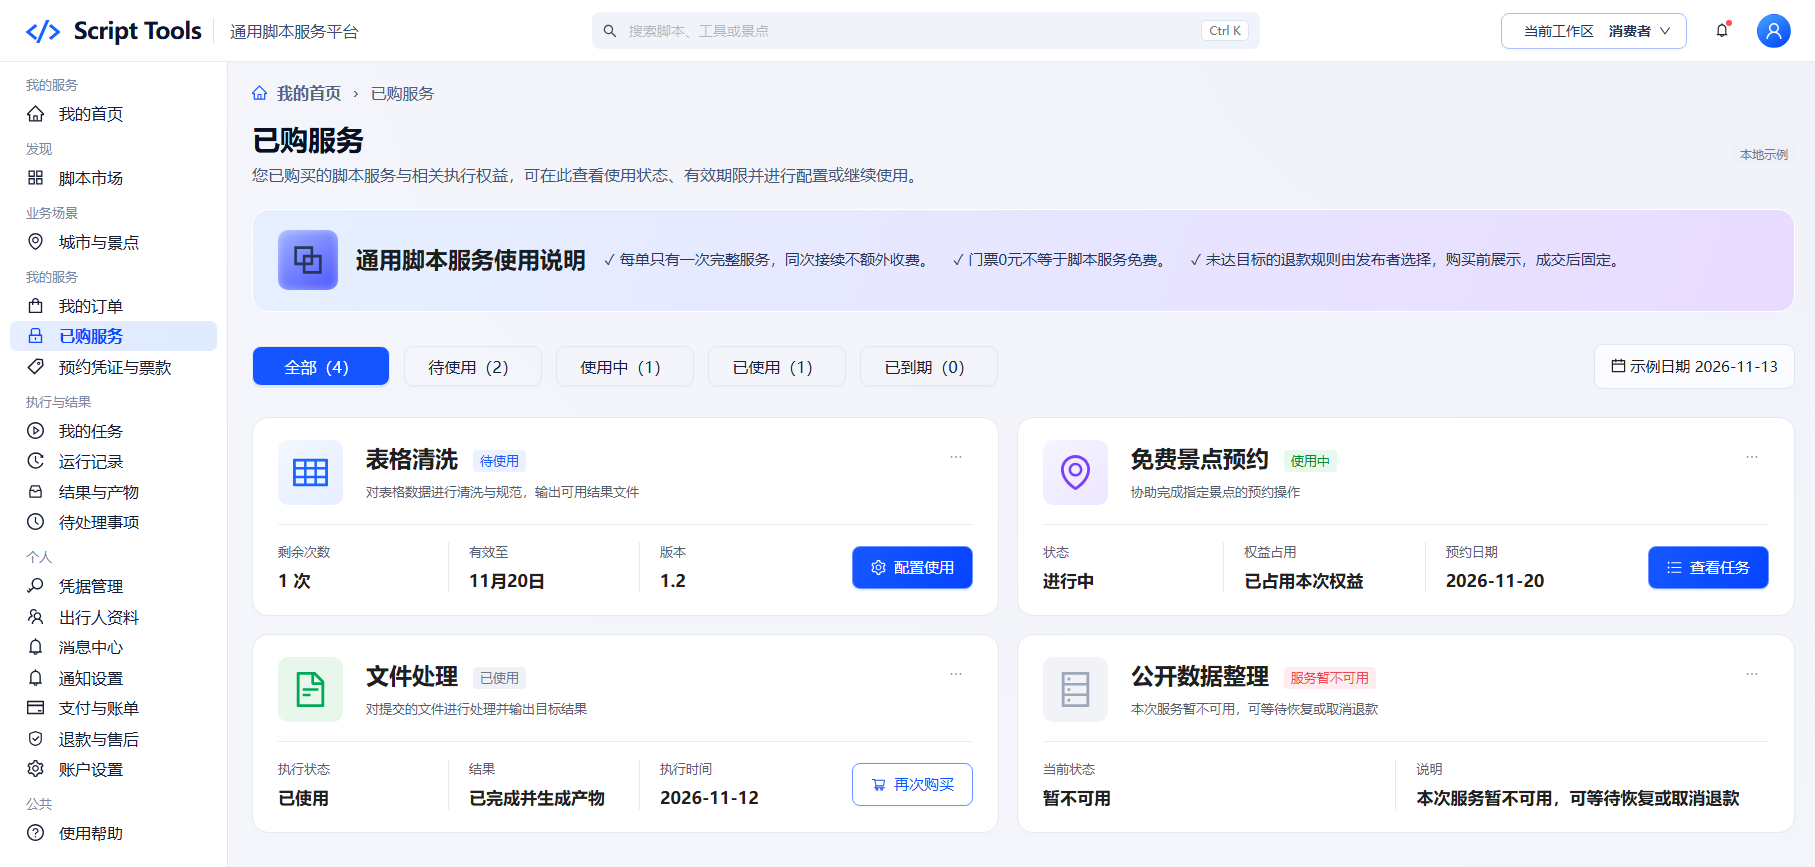 </> Script Tools
通用脚本服务平台
搜索脚本、工具或景点
Ctrl K
当前工作区 消费者
我的服务
我的首页
发现
脚本市场
业务场景
城市与景点
我的服务
我的订单
已购服务
预约凭证与票款
执行与结果
我的任务
运行记录
结果与产物
待处理事项
个人
凭据管理
出行人资料
消息中心
通知设置
支付与账单
退款与售后
账户设置
公共
使用帮助
我的首页 › 已购服务
已购服务
本地示例
您已购买的脚本服务与相关执行权益，可在此查看使用状态、有效期限并进行配置或继续使用。
通用脚本服务使用说明
✓ 每单只有一次完整服务，同次接续不额外收费。
✓ 门票0元不等于脚本服务免费。
✓ 未达目标的退款规则由发布者选择，购买前展示，成交后固定。
全部（4）
待使用（2）
使用中（1）
已使用（1）
已到期（0）
示例日期 2026-11-13
表格清洗 待使用
...
对表格数据进行清洗与规范，输出可用结果文件
剩余次数
1 次
有效至
11月20日
版本
1.2
配置使用
免费景点预约 使用中
...
协助完成指定景点的预约操作
状态
进行中
权益占用
已占用本次权益
预约日期
2026-11-20
查看任务
文件处理 已使用
...
对提交的文件进行处理并输出目标结果
执行状态
已使用
结果
已完成并生成产物
执行时间
2026-11-12
再次购买
公开数据整理 服务暂不可用
...
本次服务暂不可用，可等待恢复或取消退款
当前状态
暂不可用
说明
本次服务暂不可用，可等待恢复或取消退款